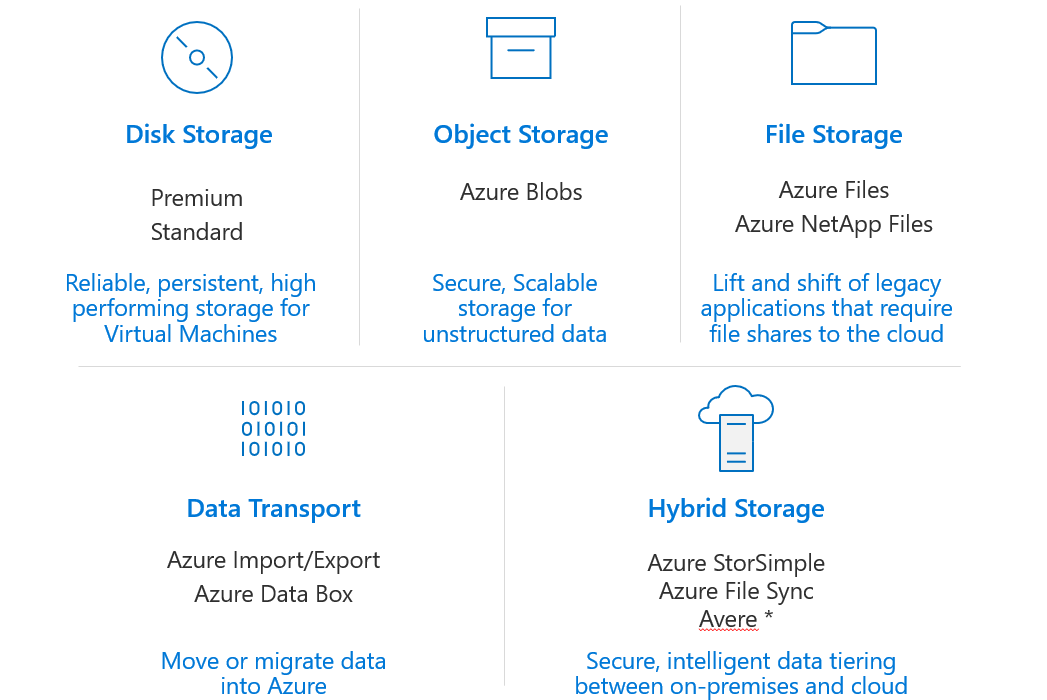 Disk Storage
Premium
Standard
Reliable, persistent, high
performing storage for
Virtual Machines
Object Storage
Azure Blobs
Secure, Scalable
storage for
unstructured data
File Storage
Azure Files
Azure NetApp Files
Lift and shift of legacy
applications that require
file shares to the cloud
101010
010101
101010
Data Transport
Azure Import/Export
Azure Data Box
Move or migrate data
into Azure
Hybrid Storage
Azure StorSimple
Azure File Sync
Avere *
Secure, intelligent data tiering
between on-premises and cloud